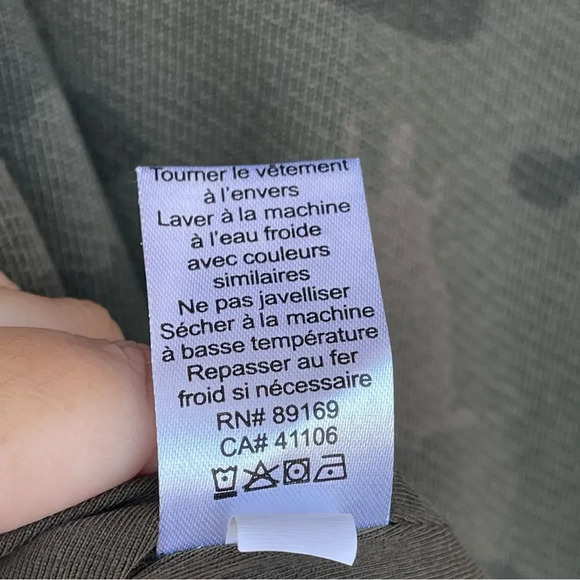 Tourner le vêtement
à l'envers
Laver à la machine
à l'eau froide
avec couleurs
similaires
Ne pas javelliser
Sécher à la machine
à basse température
Repasser au fer
froid si nécessaire
RN# 89169
CA# 41106